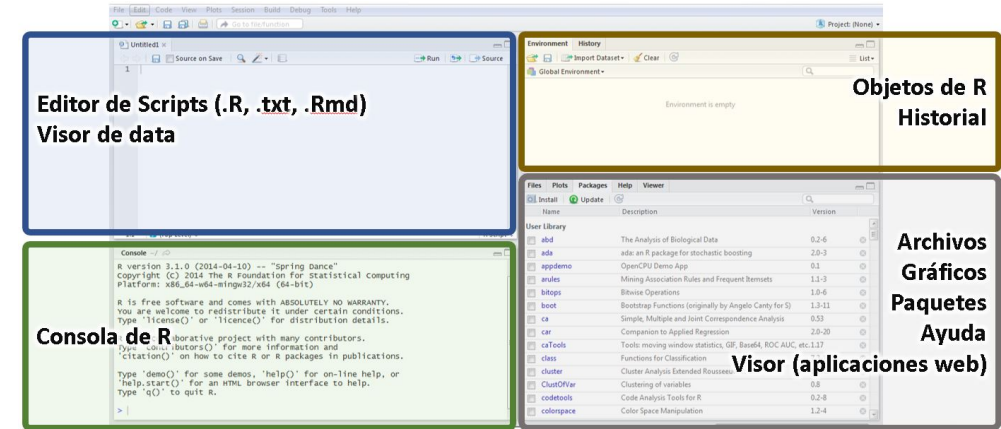 File Edit Code View Plots Session Build Debug Tools Help
Go to file/function
Project: (None)
Untitled1
Source on Save
Run
Source
1
Editor de Scripts (.R, .txt, .Rmd)
Visor de data
Console ~/
R version 3.1.0 (2014-04-10) -- "Spring Dance"
Copyright (C) 2014 The R Foundation for Statistical Computing
Platform: x86_64-w64-mingw32/x64 (64-bit)
R is free software and comes with ABSOLUTELY NO WARRANTY.
You are welcome to redistribute it under certain conditions.
Type 'license()' or 'licence()' for distribution details.
Consola de R
laborative project with many contributors.
Type 'contributors()' for more information and
'citation()' on how to cite R or R packages in publications.
Type 'demo()' for some demos, 'help()' for on-line help, or
'help.start()' for an HTML browser interface to help.
Type 'q()' to quit R.
>
Environment History
Import Dataset Clear List
Global Environment
Environment is empty
Objetos de R
Historial
Files Plots Packages Help Viewer
Install Update
Name Description Version
User Library
abd The Analysis of Biological Data 0.2-6
ada ada: an R package for stochastic boosting 2.0-3
appdemo OpenCPU Demo App 0.1
arules Mining Association Rules and Frequent Itemsets 1.1-3
bitops Bitwise Operations 1.0-6
boot Bootstrap Functions (originally by Angelo Canty for S) 1.3-11
ca Simple, Multiple and Joint Correspondence Analysis 0.53
car Companion to Applied Regression 2.0-20
caTools Tools: moving window statistics, GIF, Base64, ROC AUC, etc. 1.17
class Functions for Classification
cluster Cluster Analysis Extended Rousseeu
ClustOfVar Clustering of variables 0.8
codetools Code Analysis Tools for R 0.2-8
colorspace Color Space Manipulation 1.2-4
Archivos
Gráficos
Paquetes
Ayuda
Visor (aplicaciones web)